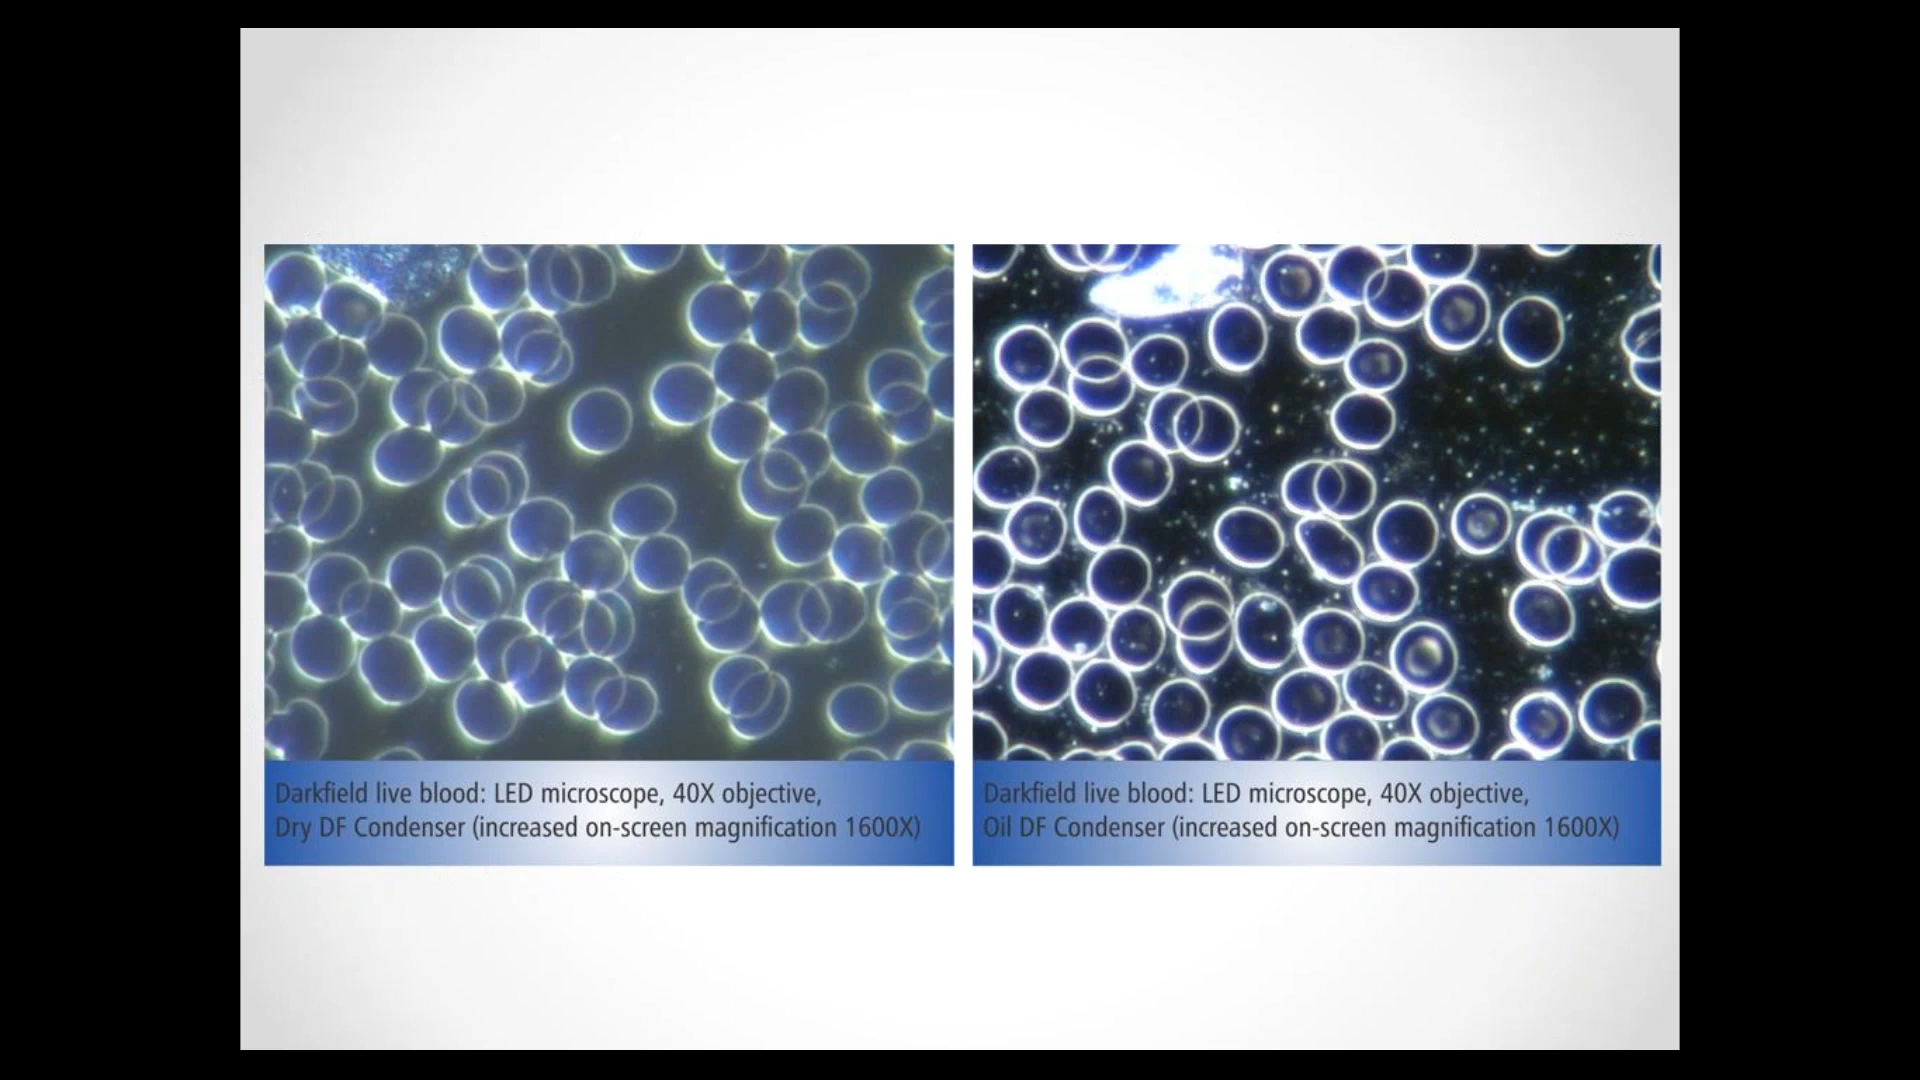 Darkfield live blood: LED microscope, 40X objective,
Dry DF Condenser (increased on-screen magnification 1600X)
Darkfield live blood: LED microscope, 40X objective,
Oil DF Condenser (increased on-screen magnification 1600X)